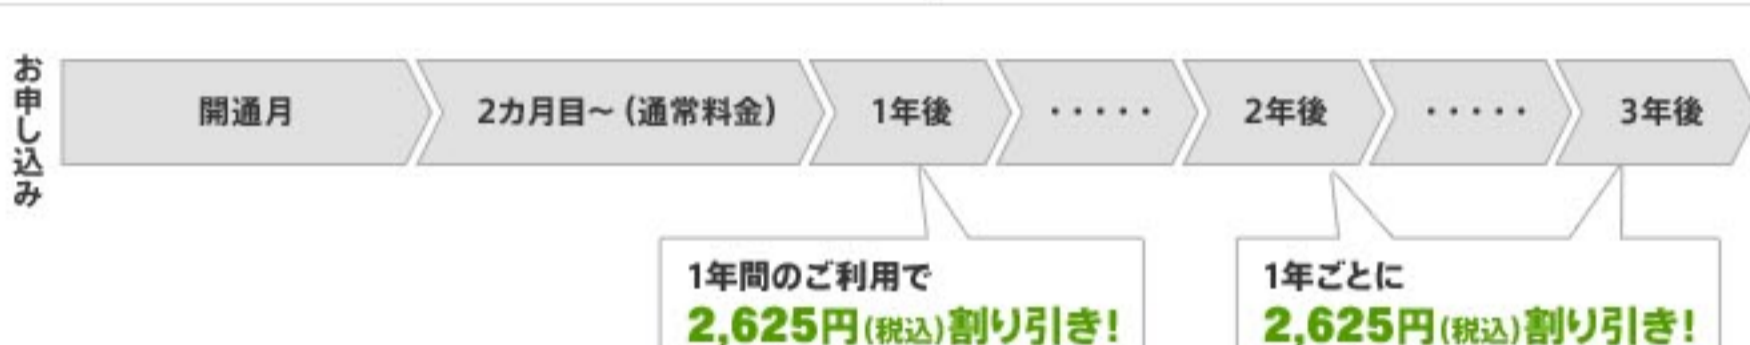 お申し込み
開通月
2カ月目～（通常料金）
1年後
・・・・・
2年後
・・・・・
3年後
1年間のご利用で
2,625円(税込)割り引き!
1年ごとに
2,625円(税込)割り引き!